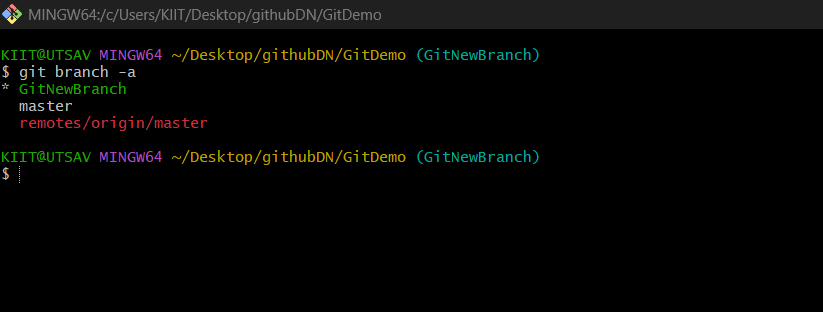 MINGW64:/c/Users/KIIT/Desktop/githubDN/GitDemo
KIIT@UTSAV MINGW64 ~/Desktop/githubDN/GitDemo (GitNewBranch)
$ git branch -a
* GitNewBranch
  master
  remotes/origin/master
KIIT@UTSAV MINGW64 ~/Desktop/githubDN/GitDemo (GitNewBranch)
$